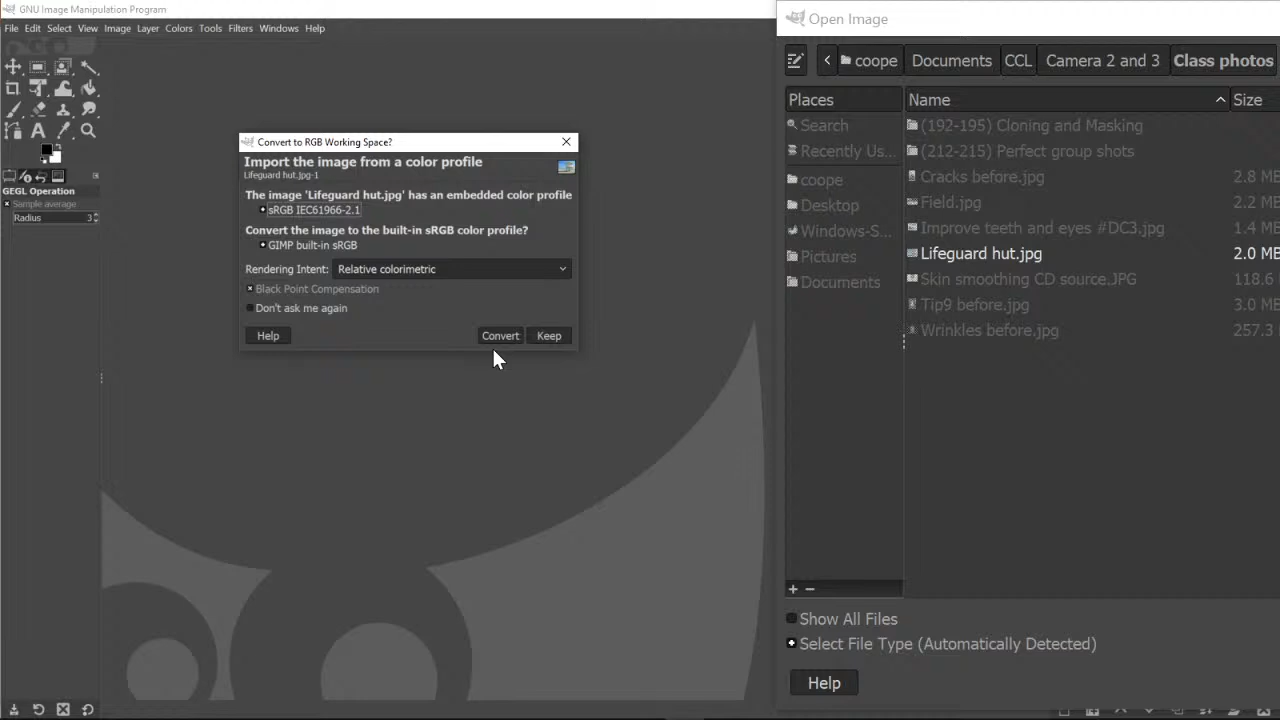 GNU Image Manipulation Program
File Edit Select View Image Layer Colors Tools Filters Windows Help
GEGL Operation
Sample average
Radius 3
Convert to RGB Working Space?
Import the image from a color profile
Lifeguard hut.jpg-1
The image 'Lifeguard hut.jpg' has an embedded color profile
sRGB IEC61966-2.1
Convert the image to the built-in sRGB color profile?
GIMP built-in sRGB
Rendering Intent: Relative colorimetric
Black Point Compensation
Don't ask me again
Help Convert Keep
Open Image
coope Documents CCL Camera 2 and 3 Class photos
Places
Search
Recently Us...
coope
Desktop
Windows-S...
Pictures
Documents
Name Size
(192-195) Cloning and Masking
(212-215) Perfect group shots
Cracks before.jpg 2.8 MB
Field.jpg 2.2 MB
Improve teeth and eyes #DC3.jpg 1.4 MB
Lifeguard hut.jpg 2.0 MB
Skin smoothing CD source.JPG 118.6
Tip9 before.jpg 3.0 MB
Wrinkles before.jpg 257.3
Show All Files
Select File Type (Automatically Detected)
Help